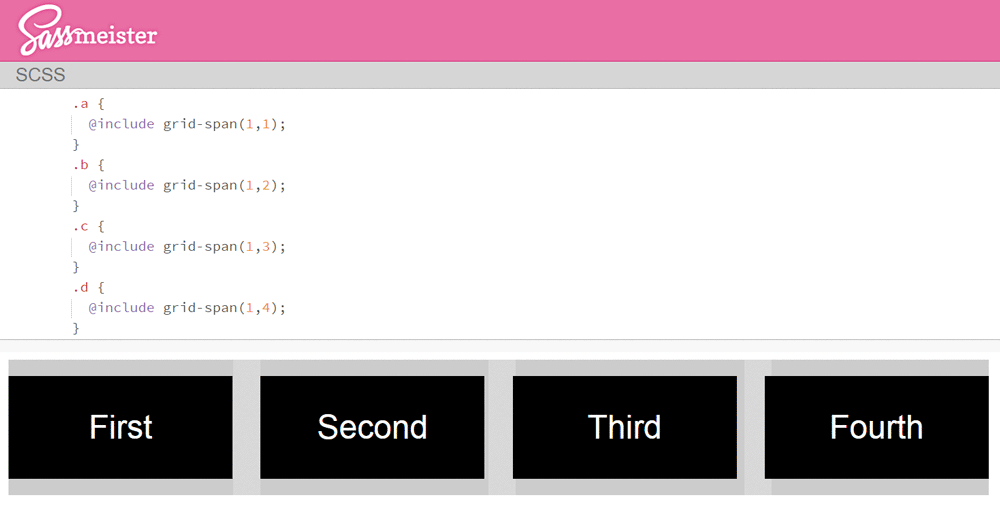 Sassmeister
SCSS
.a {
@include grid-span(1,1);
}
.b {
@include grid-span(1,2);
}
.c {
@include grid-span(1,3);
}
.d {
@include grid-span(1,4);
}
First Second Third Fourth